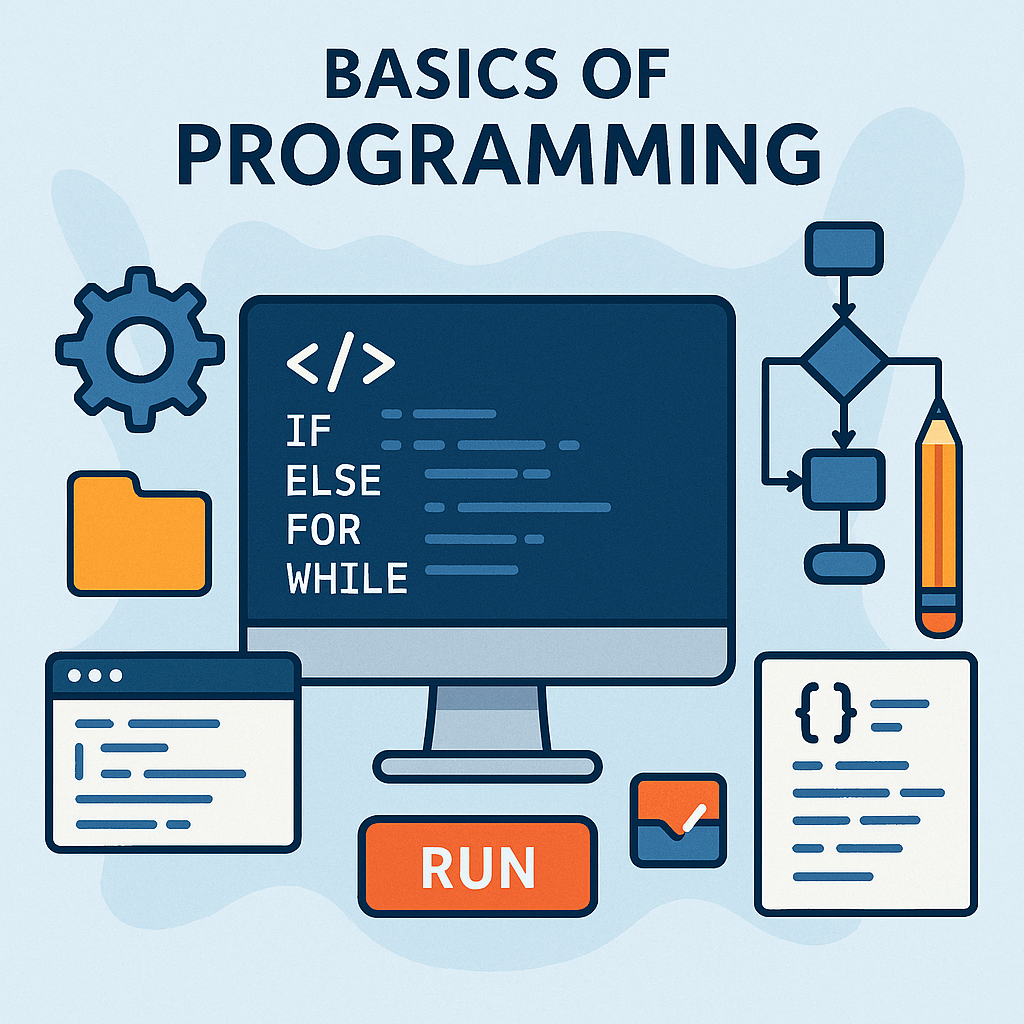 BASICS OF
PROGRAMMING
</>
IF
ELSE
FOR
WHILE
{}
RUN